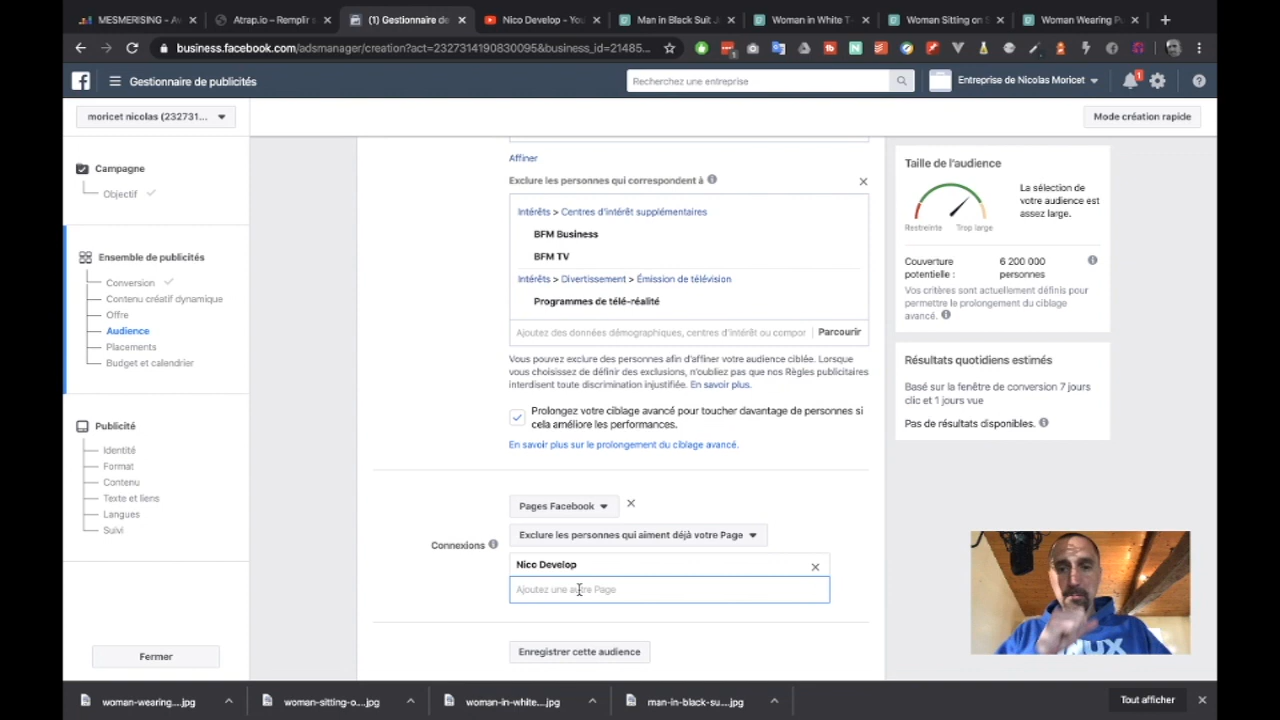 MESMERISING - A
Atrap.io – Remplir
(1) Gestionnaire de
Nico Develop - You
Man in Black Suit J
Woman in White T-
Woman Sitting on S
Woman Wearing P
business.facebook.com/adsmanager/creation?act=2327314190830095&business_id=21485...
Gestionnaire de publicités
Recherchez une entreprise
Entreprise de Nicolas Moricet
1
moricet nicolas (232731...
Mode création rapide
Campagne
Objectif
Ensemble de publicités
Conversion
Contenu créatif dynamique
Offre
Audience
Placements
Budget et calendrier
Publicité
Identité
Format
Contenu
Texte et liens
Langues
Suivi
Fermer
Affiner
Exclure les personnes qui correspondent à
Intérêts > Centres d'intérêt supplémentaires
BFM Business
BFM TV
Intérêts > Divertissement > Émission de télévision
Programmes de télé-réalité
Ajoutez des données démographiques, centres d'intérêt ou compor
Parcourir
Vous pouvez exclure des personnes afin d'affiner votre audience ciblée. Lorsque
vous choisissez de définir des exclusions, n'oubliez pas que nos Règles publicitaires
interdisent toute discrimination injustifiée. En savoir plus.
Prolongez votre ciblage avancé pour toucher davantage de personnes si
cela améliore les performances.
En savoir plus sur le prolongement du ciblage avancé.
Connexions
Pages Facebook
Exclure les personnes qui aiment déjà votre Page
Nico Develop
Ajoutez une autre Page
Enregistrer cette audience
Taille de l'audience
Restreinte
Trop large
La sélection de
votre audience est
assez large.
Couverture
potentielle :
6 200 000
personnes
Vos critères sont actuellement définis pour
permettre le prolongement du ciblage
avancé.
Résultats quotidiens estimés
Basé sur la fenêtre de conversion 7 jours
clic et 1 jours vue
Pas de résultats disponibles.
woman-wearing....jpg
woman-sitting-o....jpg
woman-in-white....jpg
man-in-black-su....jpg
Tout afficher